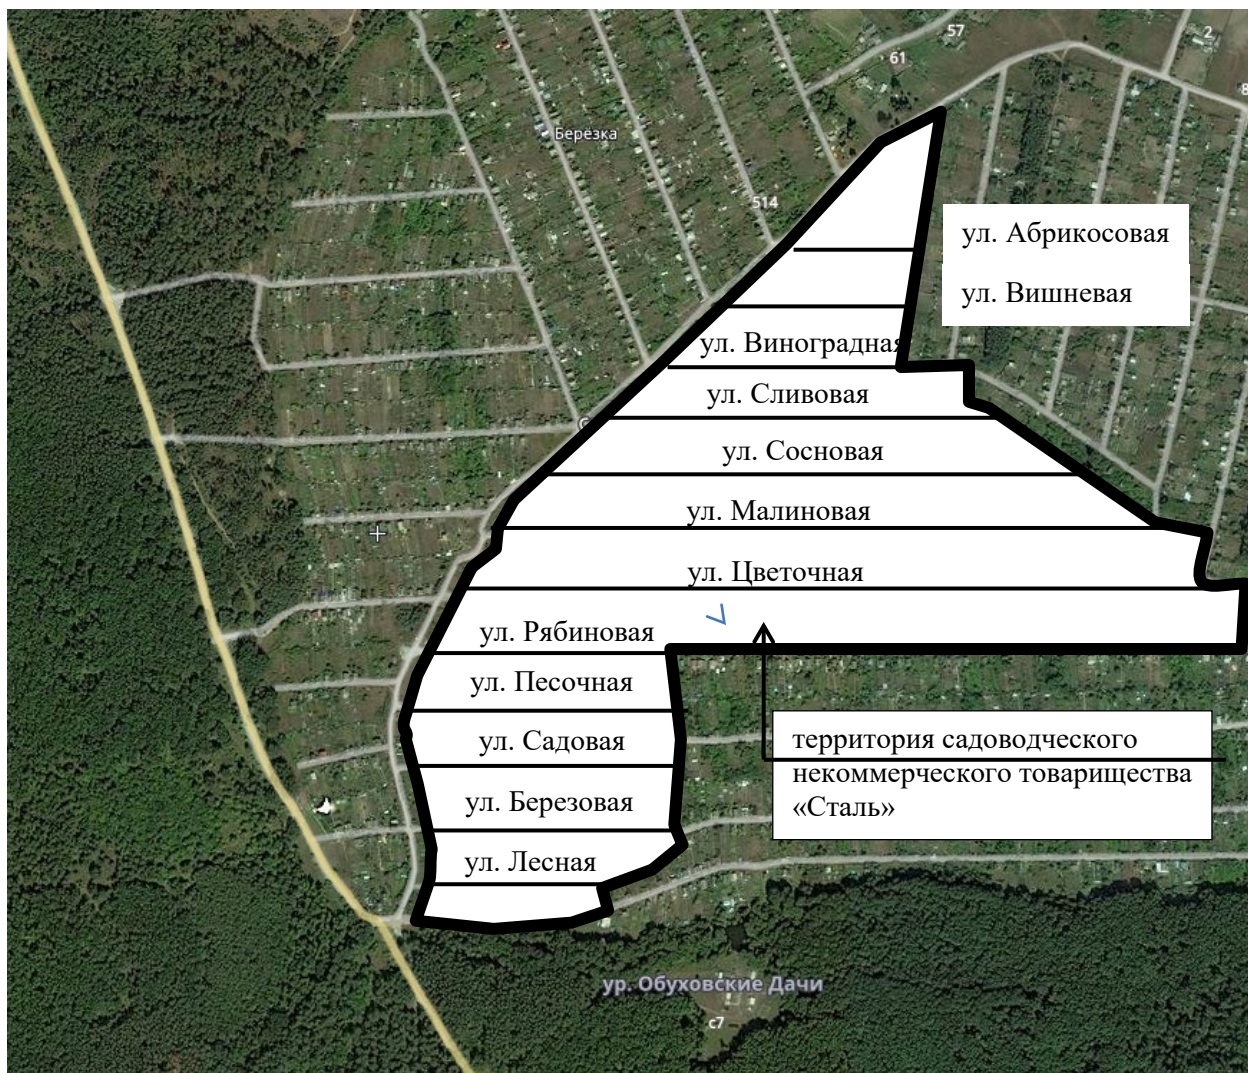 57
2
61
8
Берёзка
514
ул. Абрикосовая
ул. Вишневая
ул. Виноградная
ул. Сливовая
С
ул. Сосновая
ул. Малиновая
ул. Цветочная
ул. Рябиновая
ул. Песочная
ул. Садовая
территория садоводческого
некоммерческого товарищества
«Сталь»
ул. Березовая
ул. Лесная
ур. Обуховские Дачи
с7